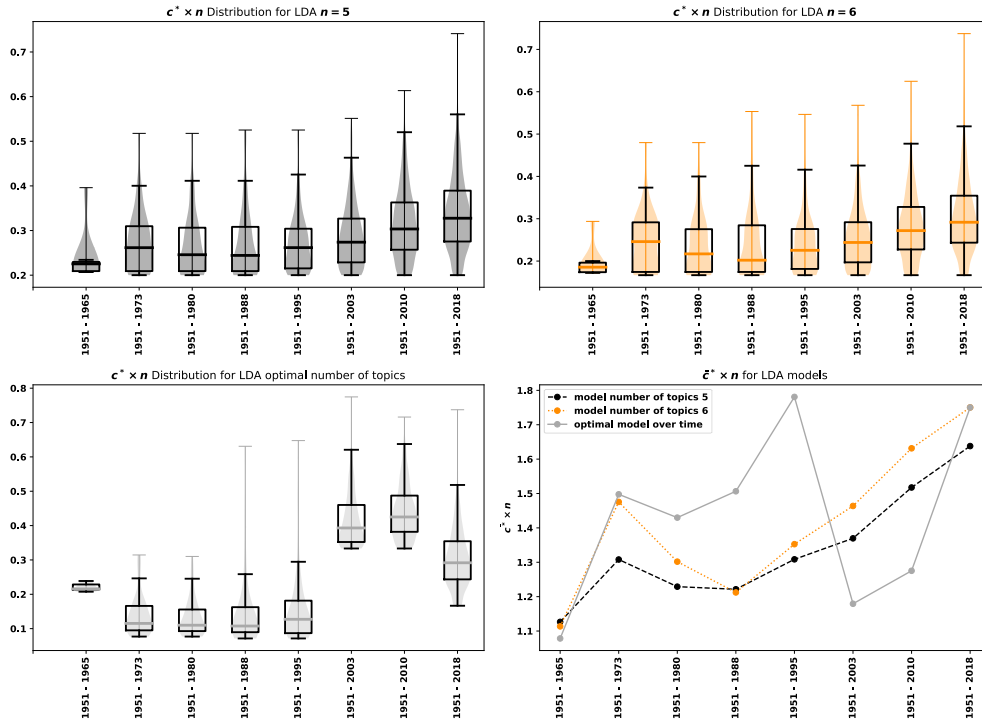 c* × n Distribution for LDA n = 5
0.7
0.6
0.5
0.4
0.3
0.2
1951 - 1965
1951 - 1973
1951 - 1980
1951 - 1988
1951 - 1995
1951 - 2003
1951 - 2010
1951 - 2018
c* × n Distribution for LDA n = 6
0.7
0.6
0.5
0.4
0.3
0.2
1951 - 1965
1951 - 1973
1951 - 1980
1951 - 1988
1951 - 1995
1951 - 2003
1951 - 2010
1951 - 2018
c* × n Distribution for LDA optimal number of topics
0.8
0.7
0.6
0.5
0.4
0.3
0.2
0.1
1951 - 1965
1951 - 1973
1951 - 1980
1951 - 1988
1951 - 1995
1951 - 2003
1951 - 2010
1951 - 2018
c̄* × n for LDA models
model number of topics 5
model number of topics 6
optimal model over time
c̄* × n
1.8
1.7
1.6
1.5
1.4
1.3
1.2
1.1
1951 - 1965
1951 - 1973
1951 - 1980
1951 - 1988
1951 - 1995
1951 - 2003
1951 - 2010
1951 - 2018